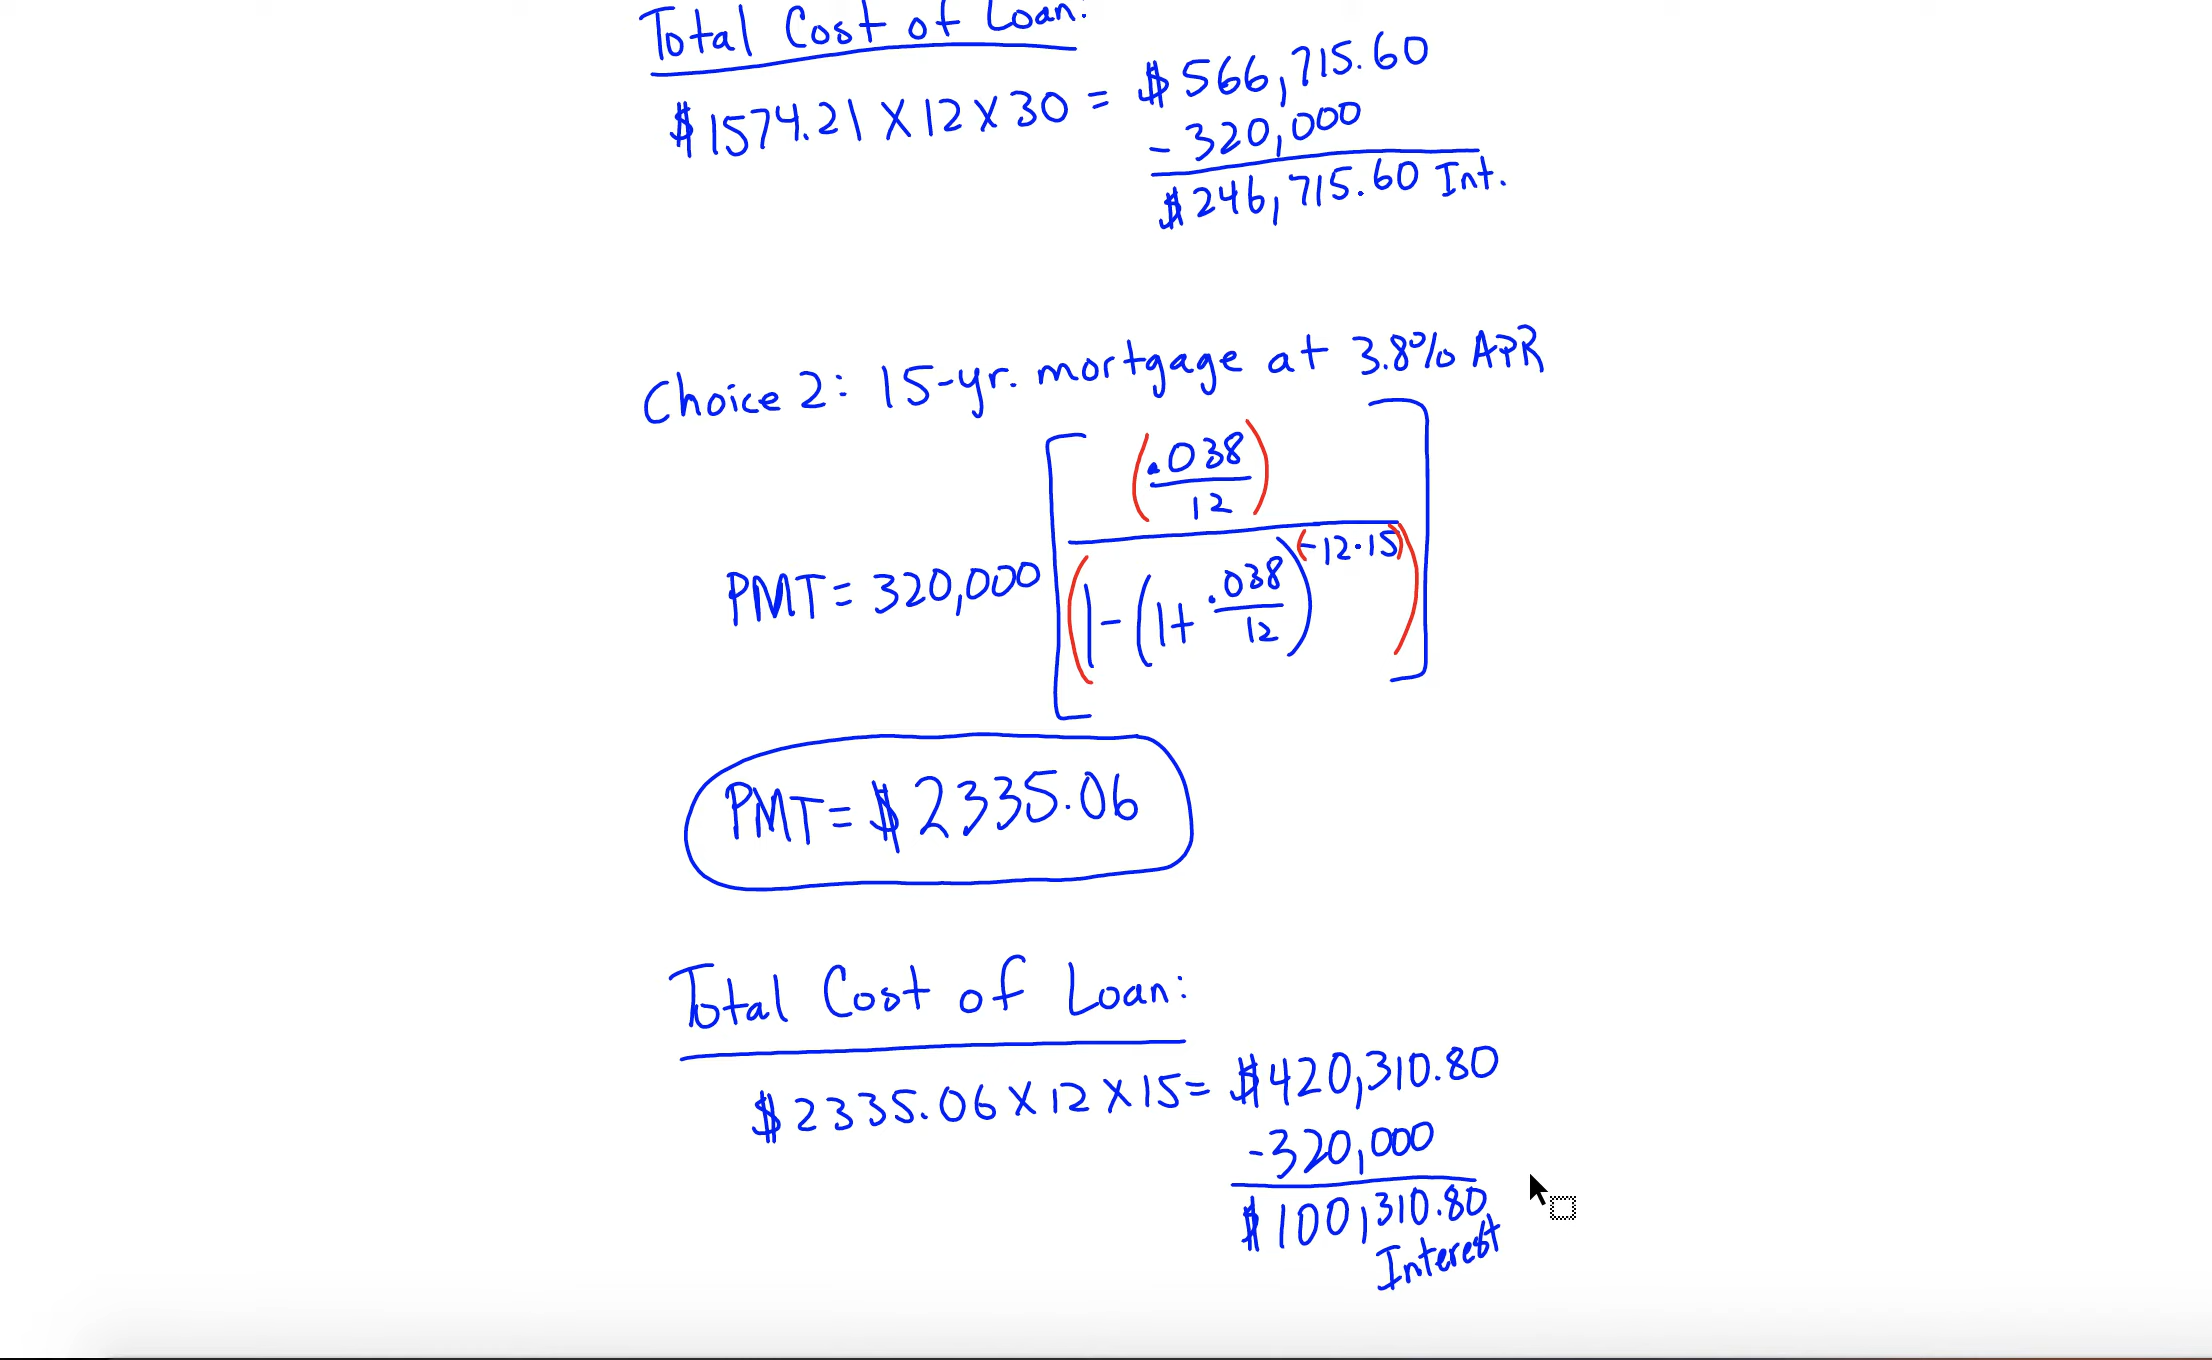 Total Cost of Loan:
$1574.21 X 12 X 30 = $566,715.60
-320,000
$246,715.60 Int.
Choice 2: 15-yr. mortgage at 3.8% APR
PMT = 320,000 [ (.038/12) / (1-(1+.038/12)^(-12·15)) ]
PMT = $2335.06
Total Cost of Loan:
$2335.06 X 12 X 15 = $420,310.80
-320,000
$100,310.80
Interest